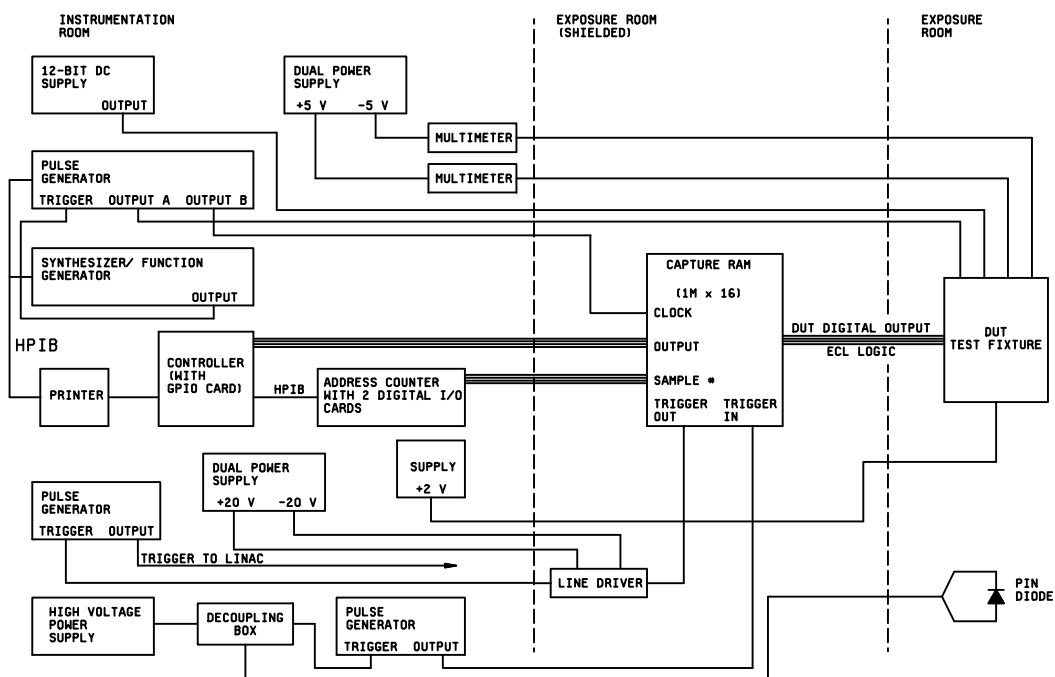 INSTRUMENTATION
ROOM
EXPOSURE ROOM
(SHIELDED)
EXPOSURE
ROOM
12-BIT DC
SUPPLY
OUTPUT
DUAL POWER
SUPPLY
+5 V -5 V
MULTIMETER
MULTIMETER
PULSE
GENERATOR
TRIGGER OUTPUT A OUTPUT B
SYNTHESIZER/ FUNCTION
GENERATOR
OUTPUT
CAPTURE RAM
(1M x 16)
CLOCK
OUTPUT
SAMPLE #
TRIGGER
OUT
TRIGGER
IN
DUT DIGITAL OUTPUT
ECL LOGIC
DUT
TEST FIXTURE
HPIB
PRINTER
CONTROLLER
(WITH
GPIO CARD)
HPIB
ADDRESS COUNTER
WITH 2 DIGITAL I/O
CARDS
DUAL POWER
SUPPLY
+20 V -20 V
SUPPLY
+2 V
PULSE
GENERATOR
TRIGGER OUTPUT
TRIGGER TO LINAC
LINE DRIVER
HIGH VOLTAGE
POWER
SUPPLY
DECOUPLING
BOX
PULSE
GENERATOR
TRIGGER OUTPUT
PIN
DIODE